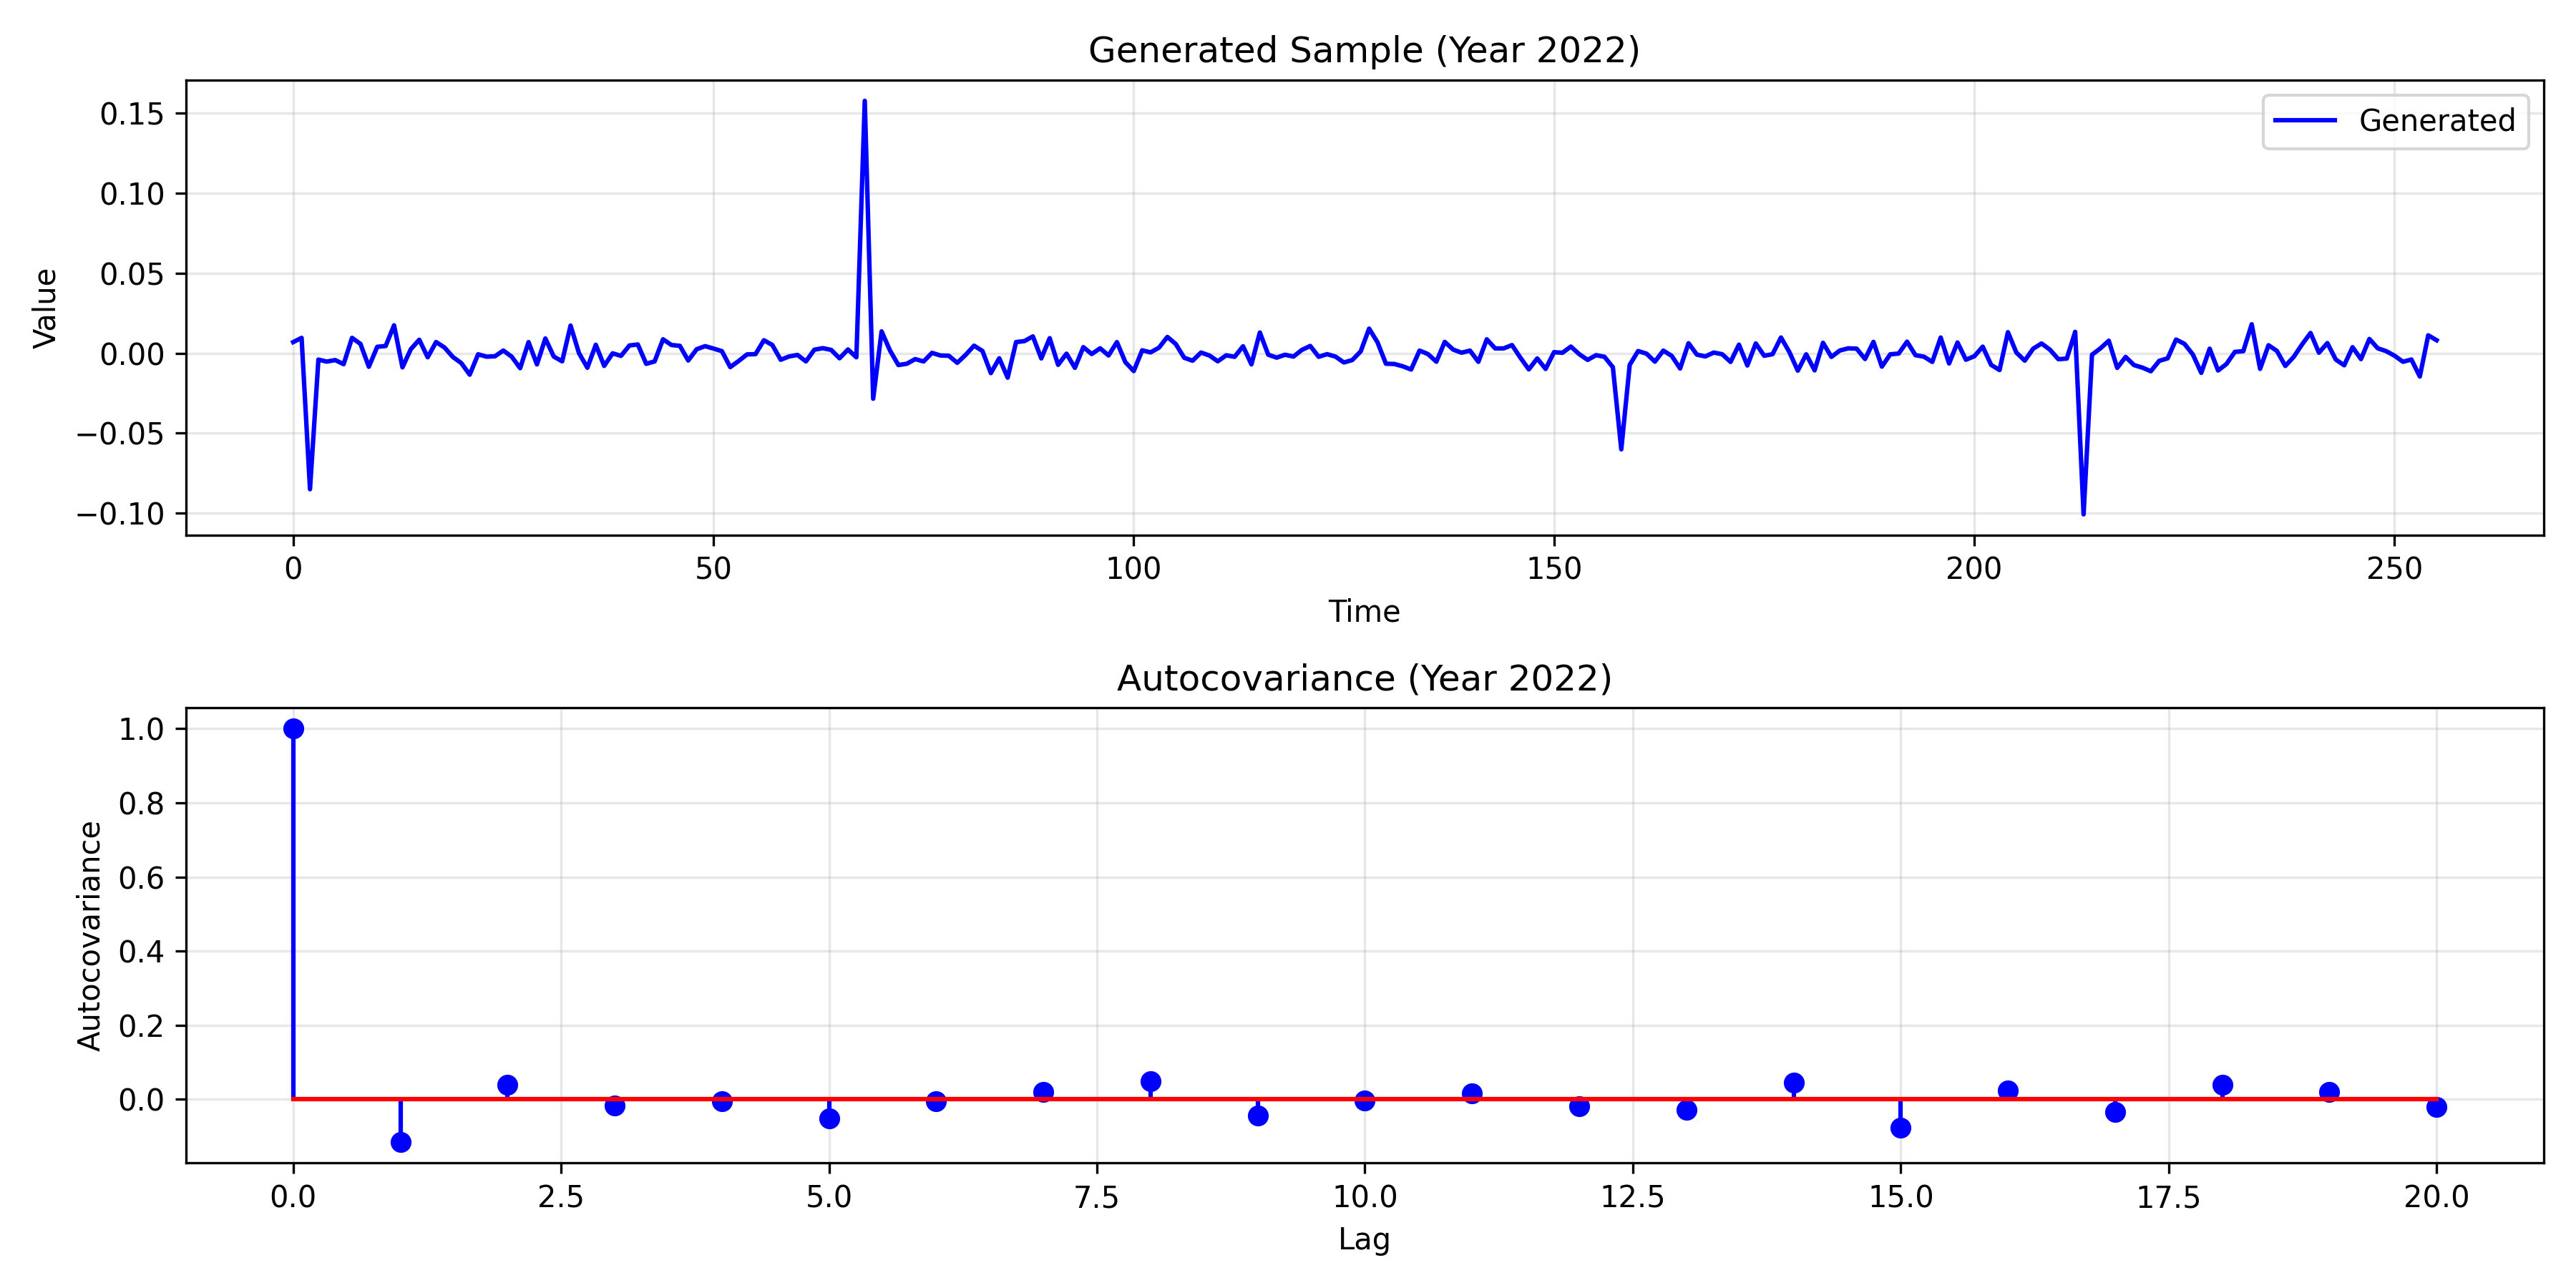 Generated Sample (Year 2022)
Generated
0.15
0.10
0.05
0.00
−0.05
−0.10
Value
0 50 100 150 200 250
Time
Autocovariance (Year 2022)
1.0
0.8
0.6
0.4
0.2
0.0
Autocovariance
0.0 2.5 5.0 7.5 10.0 12.5 15.0 17.5 20.0
Lag